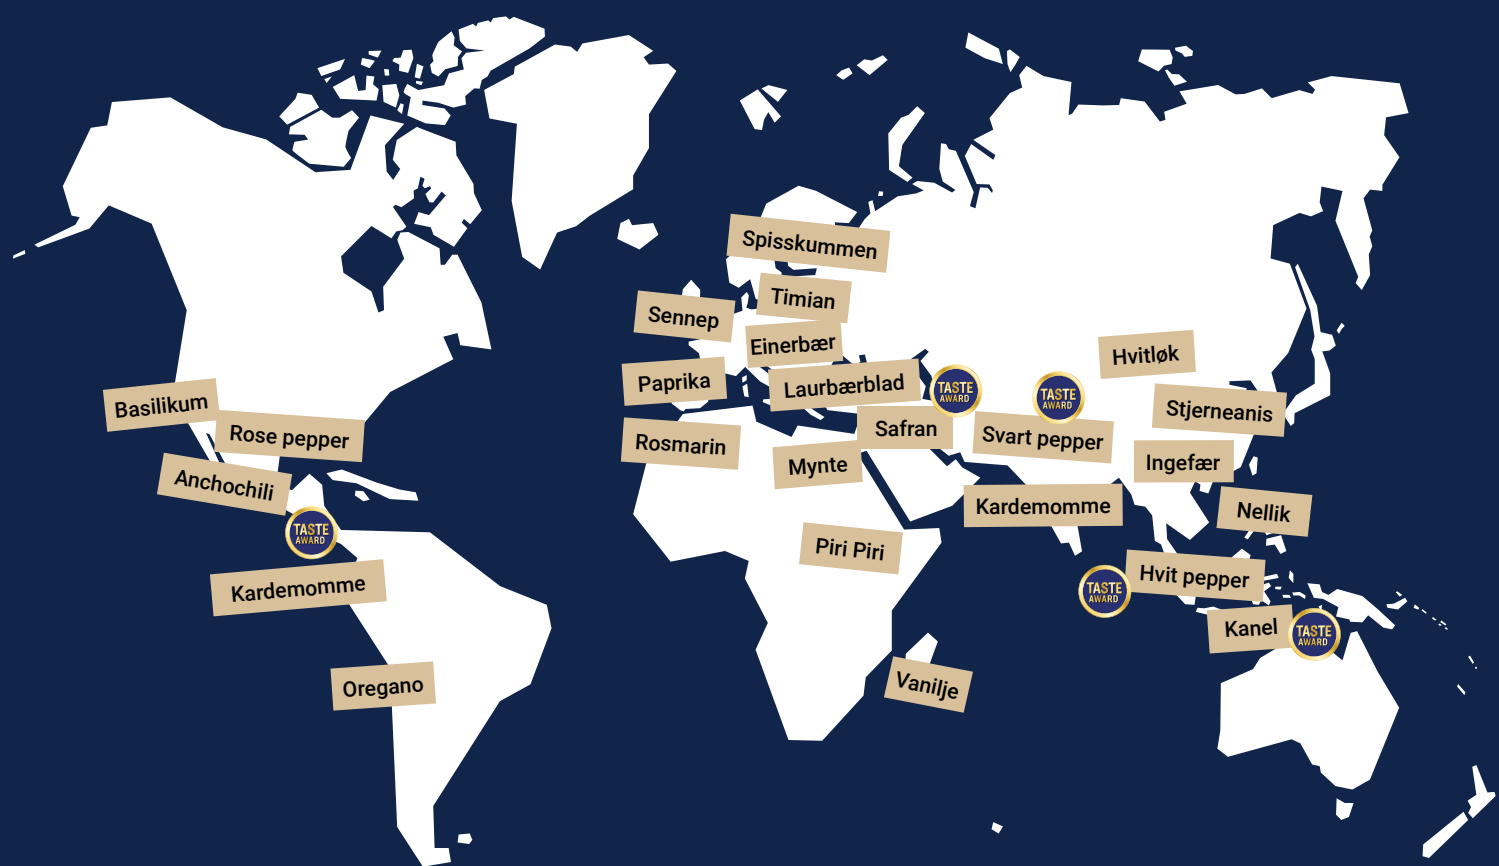 Spisskummen
Timian
Sennep
Einerbær
Hvitløk
Paprika
Laurbærblad
TASTE
AWARD
TASTE
AWARD
Basilikum
Stjerneanis
Rose pepper
Safran
Svart pepper
Rosmarin
Mynte
Ingefær
Anchochili
Kardemomme
Nellik
TASTE
AWARD
Piri Piri
Kardemomme
TASTE
AWARD
Hvit pepper
Kanel
TASTE
AWARD
Oregano
Vanilje